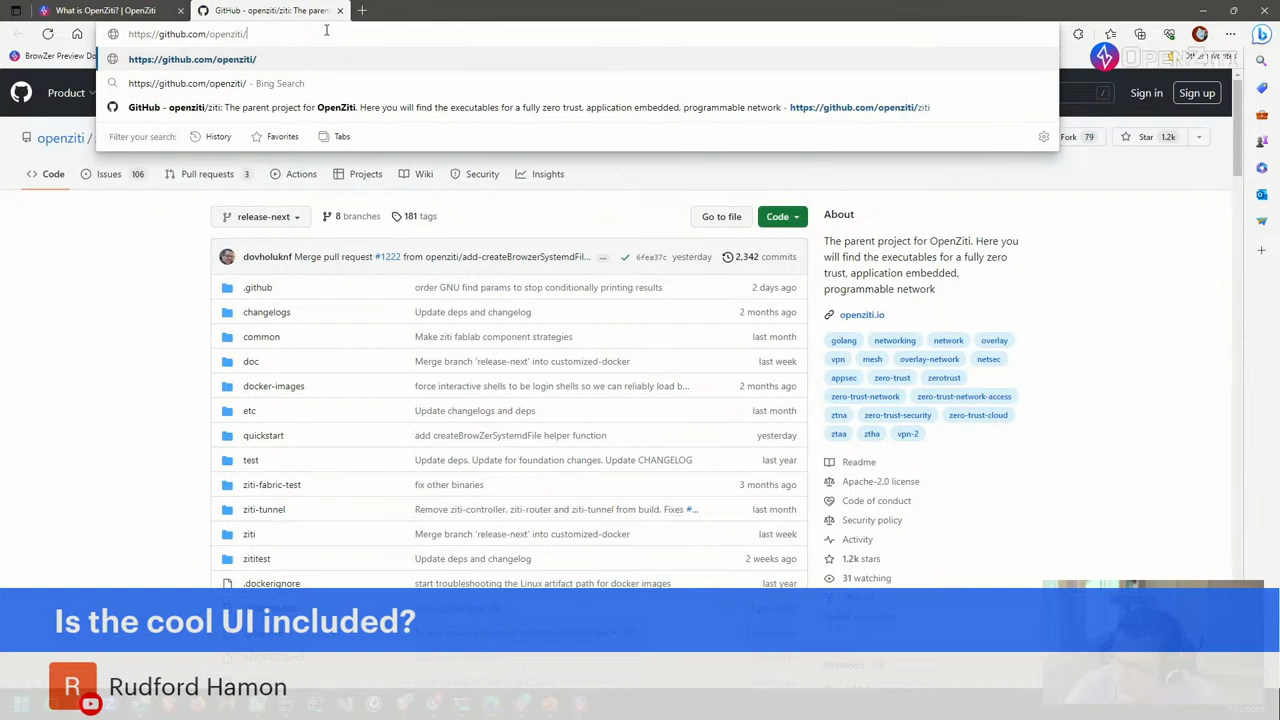 What is OpenZiti? | OpenZiti
GitHub - openziti/ziti: The paren
https://github.com/openziti/
BrowZer Preview Do
https://github.com/openziti/
https://github.com/openziti/ - Bing Search
GitHub - openziti/ziti: The parent project for OpenZiti. Here you will find the executables for a fully zero trust, application embedded, programmable network - https://github.com/openziti/ziti
Filter your search:
History
Favorites
Tabs
OPENZITI
Product
Sign in
Sign up
openziti /
Fork 79
Star 1.2k
Code
Issues 106
Pull requests 3
Actions
Projects
Wiki
Security
Insights
release-next
8 branches
181 tags
Go to file
Code
dovholuknf Merge pull request #1222 from openziti/add-createBrowzerSystemdFil... ... 6fea37c yesterday 2,342 commits
.github order GNU find params to stop conditionally printing results 2 days ago
changelogs Update deps and changelog 2 months ago
common Make ziti fablab component strategies last month
doc Merge branch 'release-next' into customized-docker last week
docker-images force interactive shells to be login shells so we can reliably load b... 2 months ago
etc Update changelogs and deps last month
quickstart add createBrowZerSystemdFile helper function yesterday
test Update deps. Update for foundation changes. Update CHANGELOG last year
ziti-fabric-test fix other binaries 3 months ago
ziti-tunnel Remove ziti-controller, ziti-router and ziti-tunnel from build. Fixes #... last month
ziti Merge branch 'release-next' into customized-docker last week
zititest Update deps and changelog 2 weeks ago
.dockerignore start troubleshooting the Linux artifact path for docker images last year
About
The parent project for OpenZiti. Here you
will find the executables for a fully zero
trust, application embedded,
programmable network
openziti.io
golang networking network overlay
vpn mesh overlay-network netsec
appsec zero-trust zerotrust
zero-trust-network zero-trust-network-access
ztna zero-trust-security zero-trust-cloud
ztaa ztha vpn-2
Readme
Apache-2.0 license
Code of conduct
Security policy
Activity
1.2k stars
31 watching
Is the cool UI included?
R
Rudford Hamon